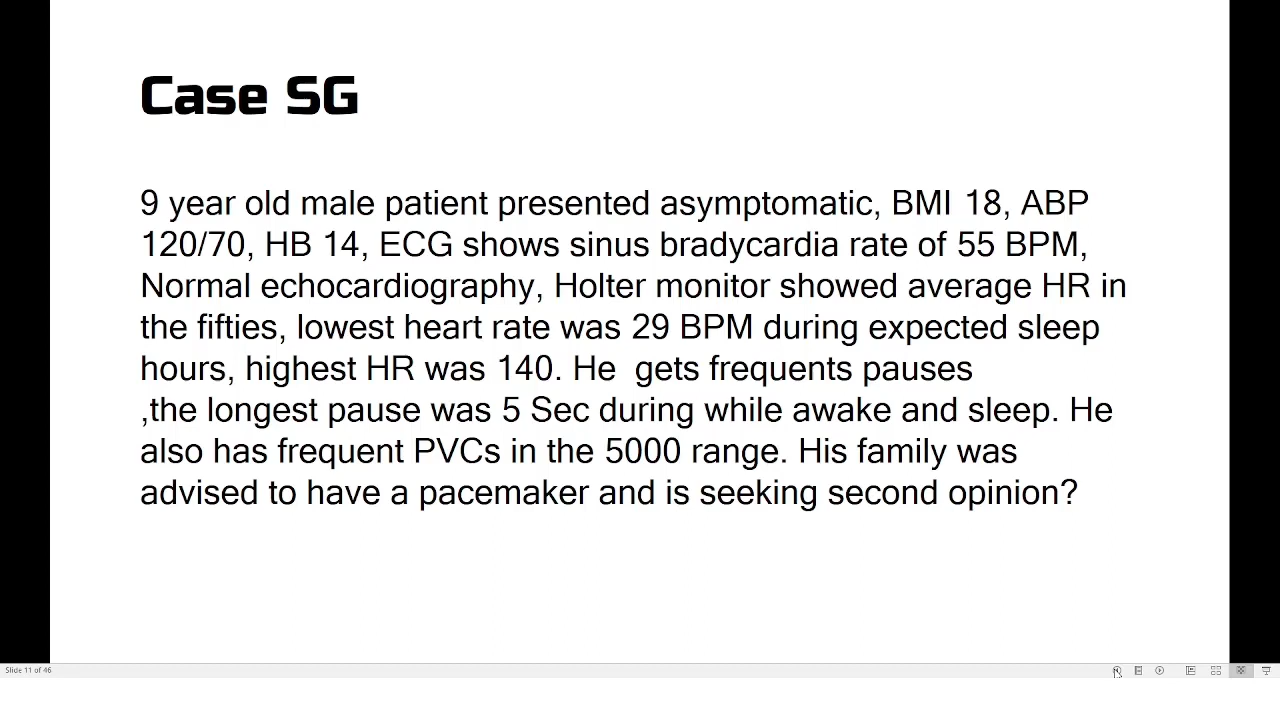 Case SG
9 year old male patient presented asymptomatic, BMI 18, ABP
120/70, HB 14, ECG shows sinus bradycardia rate of 55 BPM,
Normal echocardiography, Holter monitor showed average HR in
the fifties, lowest heart rate was 29 BPM during expected sleep
hours, highest HR was 140. He  gets frequents pauses
,the longest pause was 5 Sec during while awake and sleep. He
also has frequent PVCs in the 5000 range. His family was
advised to have a pacemaker and is seeking second opinion?
Slide 11 of 46